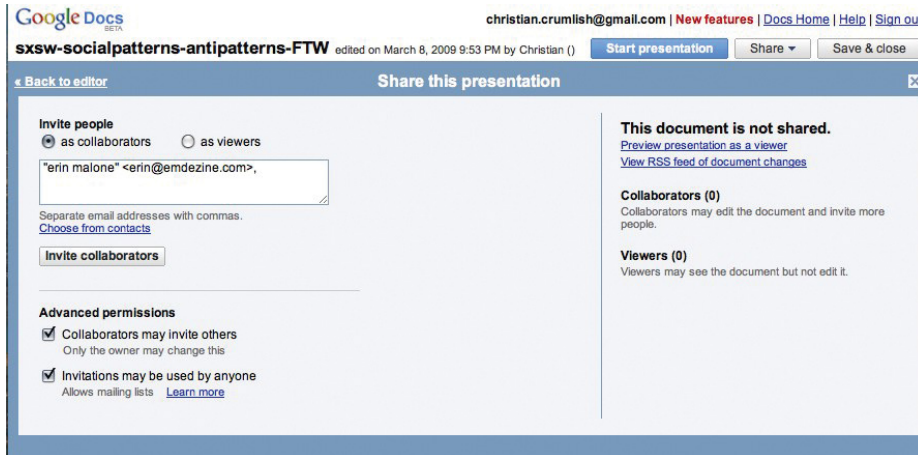 Google Docs
BETA
christian.crumlish@gmail.com | New features | Docs Home | Help | Sign ou
sxsw-socialpatterns-antipatterns-FTW edited on March 8, 2009 9:53 PM by Christian () Start presentation Share Save & close
« Back to editor Share this presentation
Invite people
as collaborators as viewers
"erin malone" <erin@emdezine.com>,
Separate email addresses with commas.
Choose from contacts
Invite collaborators
Advanced permissions
Collaborators may invite others
Only the owner may change this
Invitations may be used by anyone
Allows mailing lists Learn more
This document is not shared.
Preview presentation as a viewer
View RSS feed of document changes
Collaborators (0)
Collaborators may edit the document and invite more
people.
Viewers (0)
Viewers may see the document but not edit it.